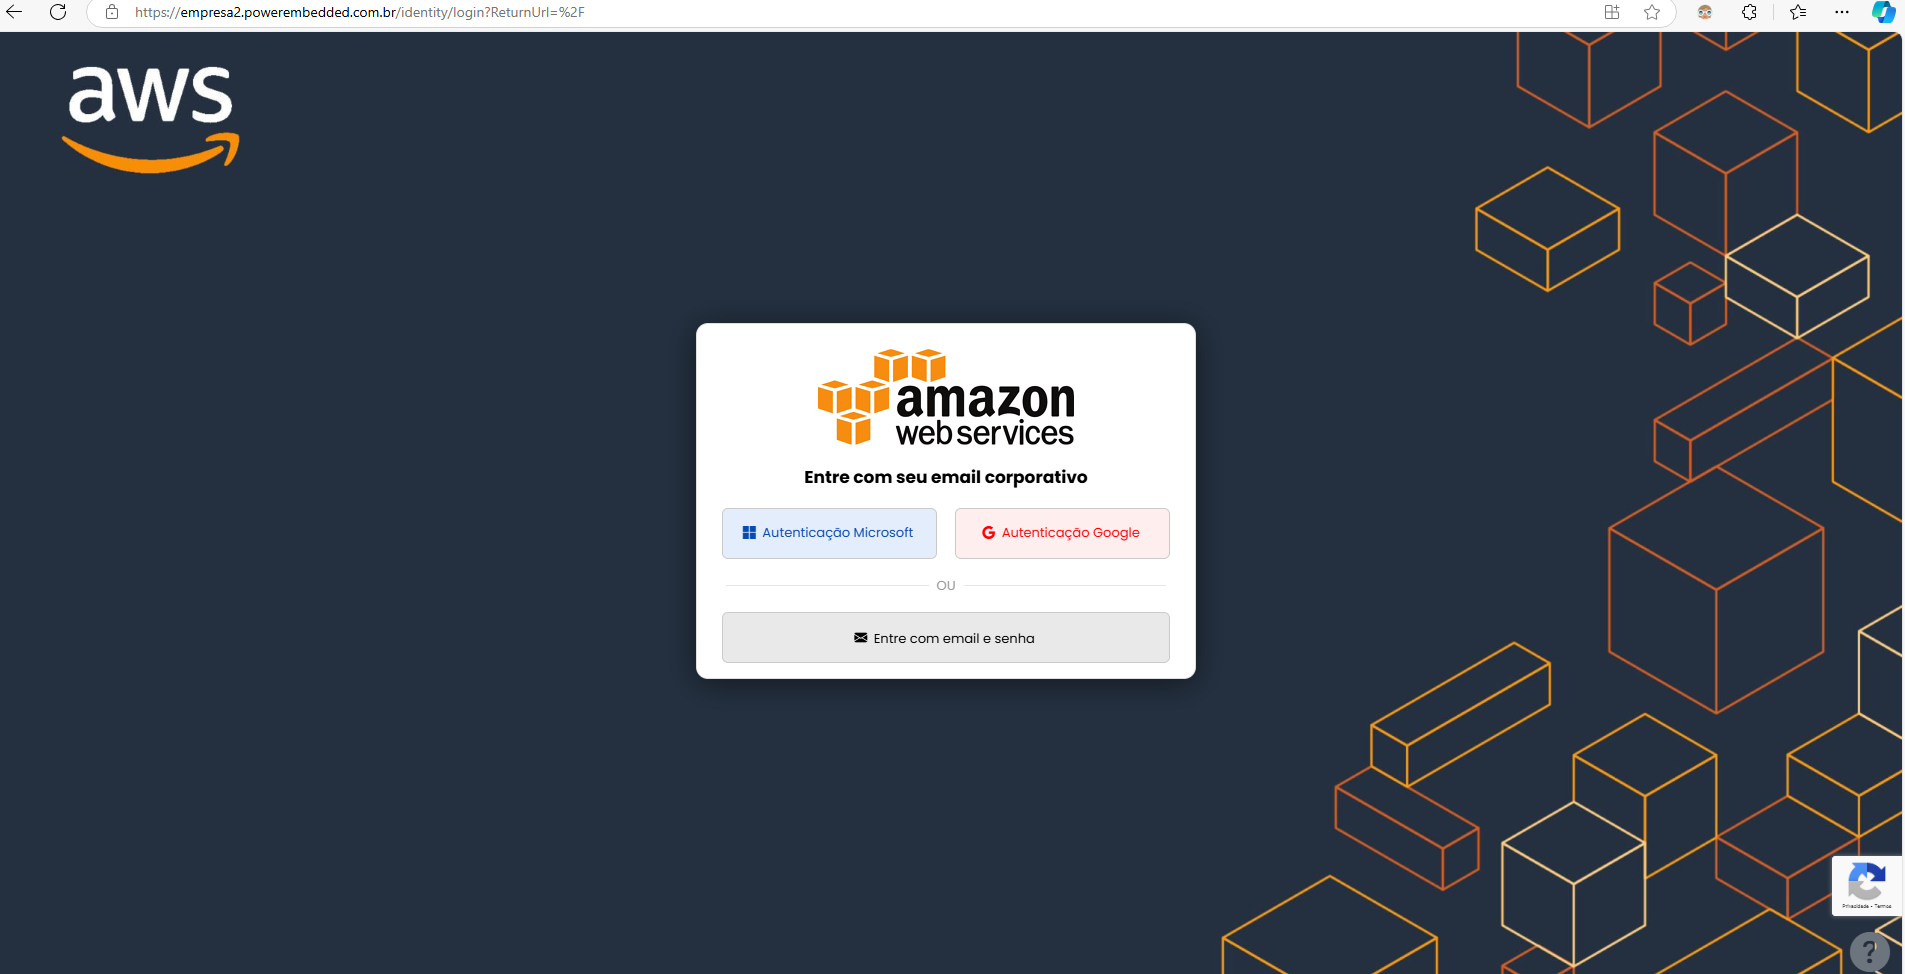 https://empresa2.powerembedded.com.br/identity/login?ReturnUrl=%2F
aws
amazon
web services
Entre com seu email corporativo
Autenticação Microsoft
Autenticação Google
OU
Entre com email e senha
Privacidade - Termos
?